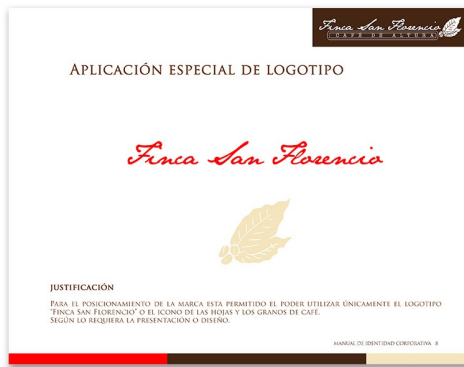 Finca San Florencio
CAFÉ DE ALTURA
APLICACIÓN ESPECIAL DE LOGOTIPO
Finca San Florencio
JUSTIFICACIÓN
PARA EL POSICIONAMIENTO DE LA MARCA ESTA PERMITIDO EL PODER UTILIZAR ÚNICAMENTE EL LOGOTIPO
"FINCA SAN FLORENCIO" O EL ICONO DE LAS HOJAS Y LOS GRANOS DE CAFÉ.
SEGÚN LO REQUIERA LA PRESENTACIÓN O DISEÑO.
MANUAL DE IDENTIDAD CORPORATIVA 8